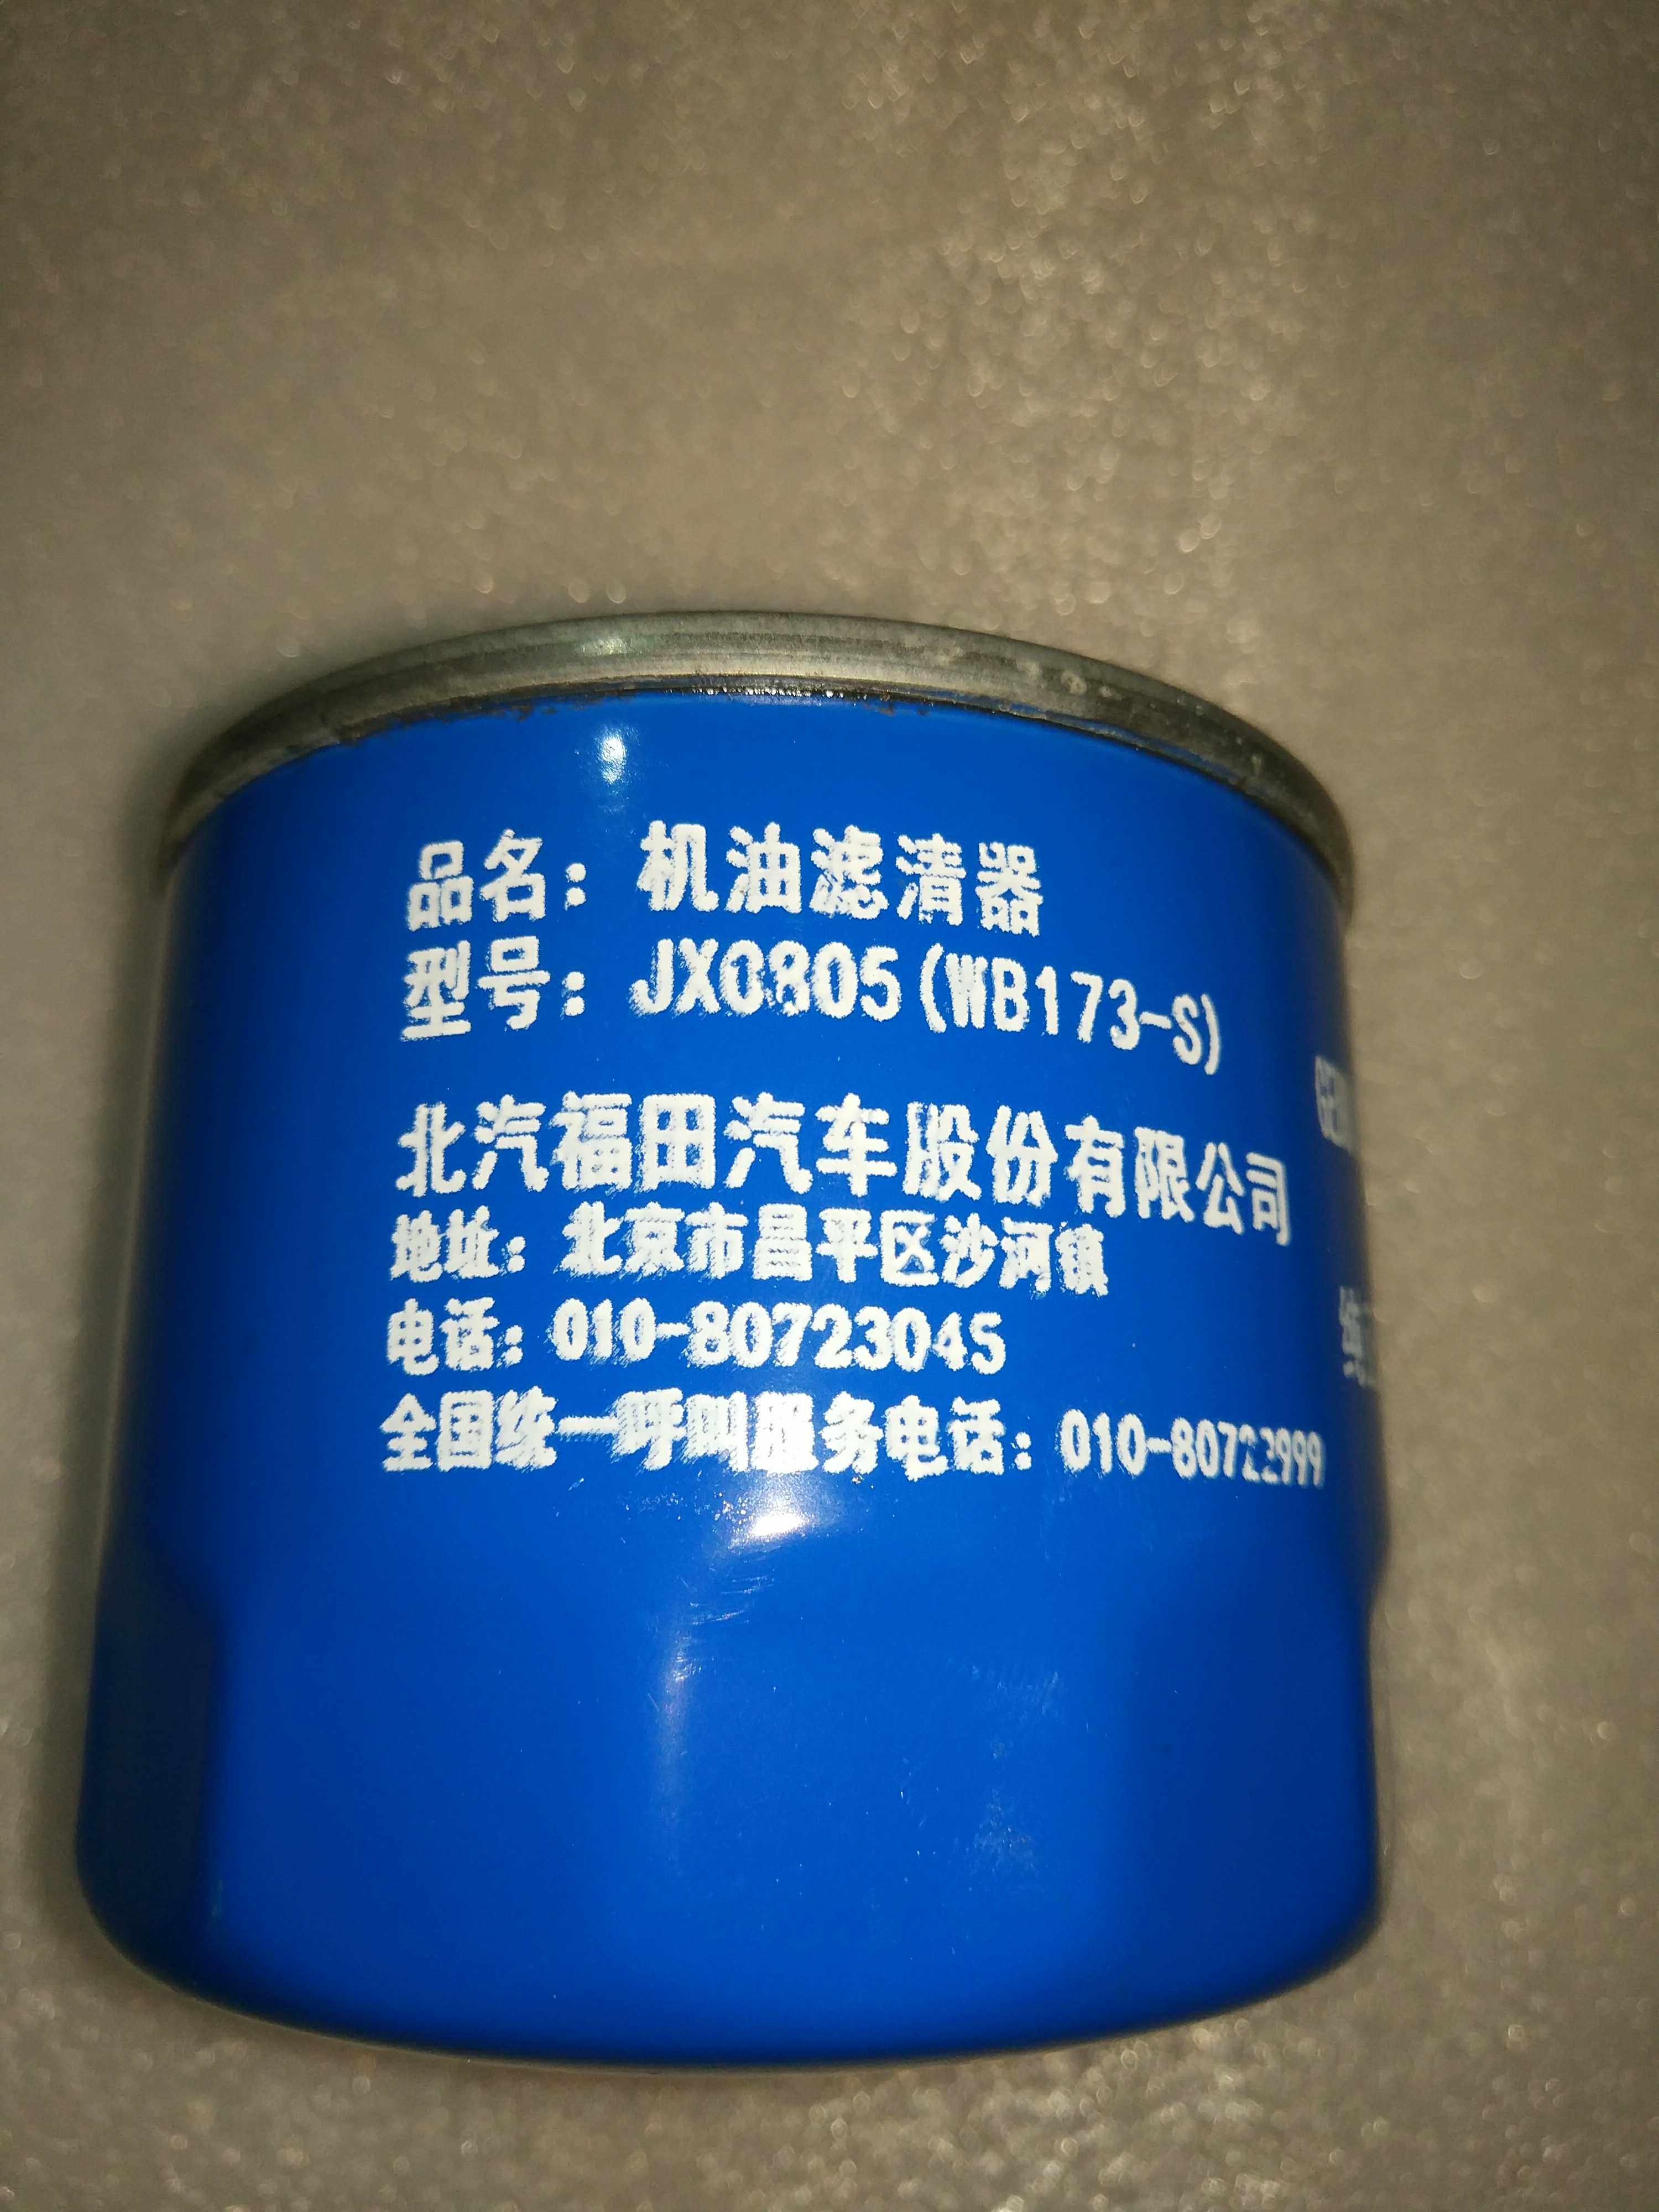 品名：机油滤清器
型号：JX0805(WB173-S)
北汽福田汽车股份有限公司
地址：北京市昌平区沙河镇
电话：010-80723045
全国统一呼叫服务电话：010-80722999